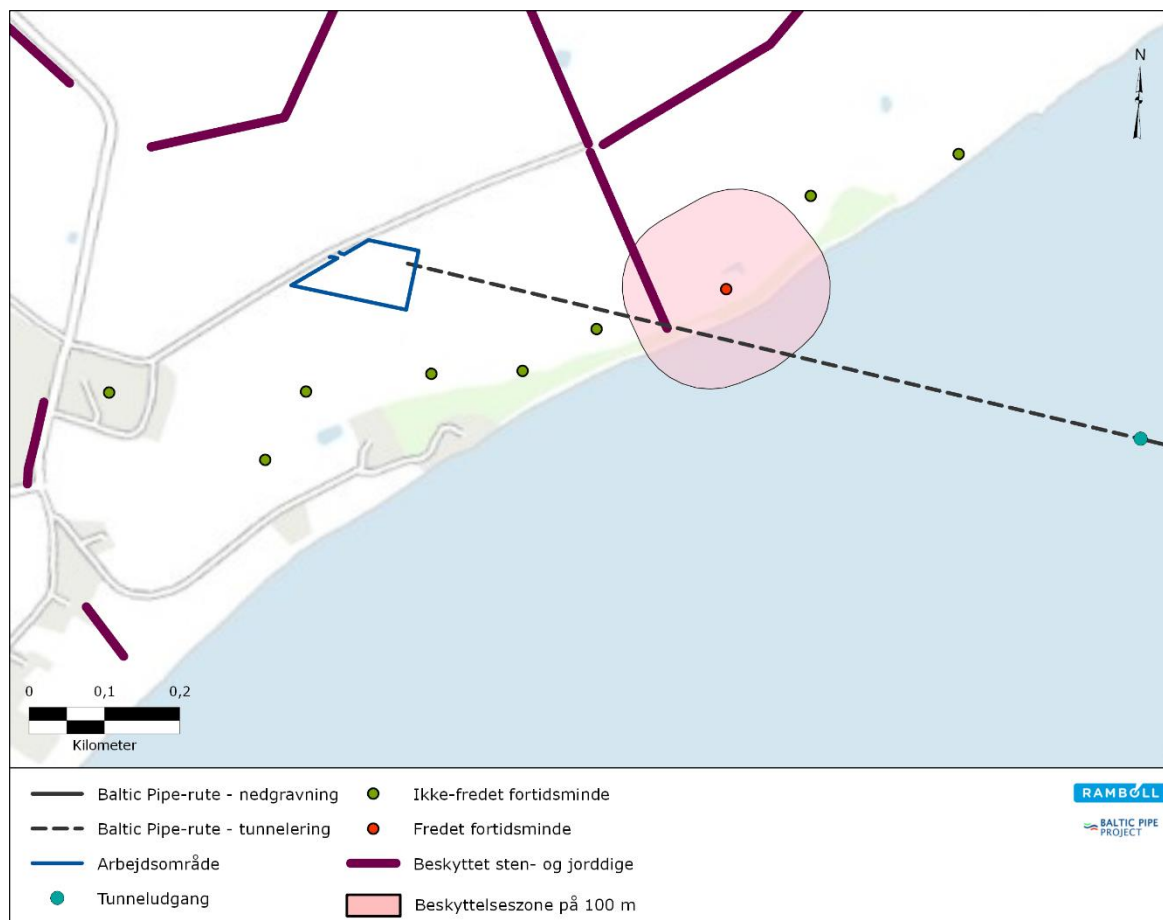 N
0 0,1 0,2
Kilometer
Baltic Pipe-rute - nedgravning
Ikke-fredet fortidsminde
Baltic Pipe-rute - tunnelering
Fredet fortidsminde
Arbejdsområde
Beskyttet sten- og jorddige
Tunneludgang
Beskyttelseszone på 100 m
RAMBOLL
BALTIC PIPE
PROJECT